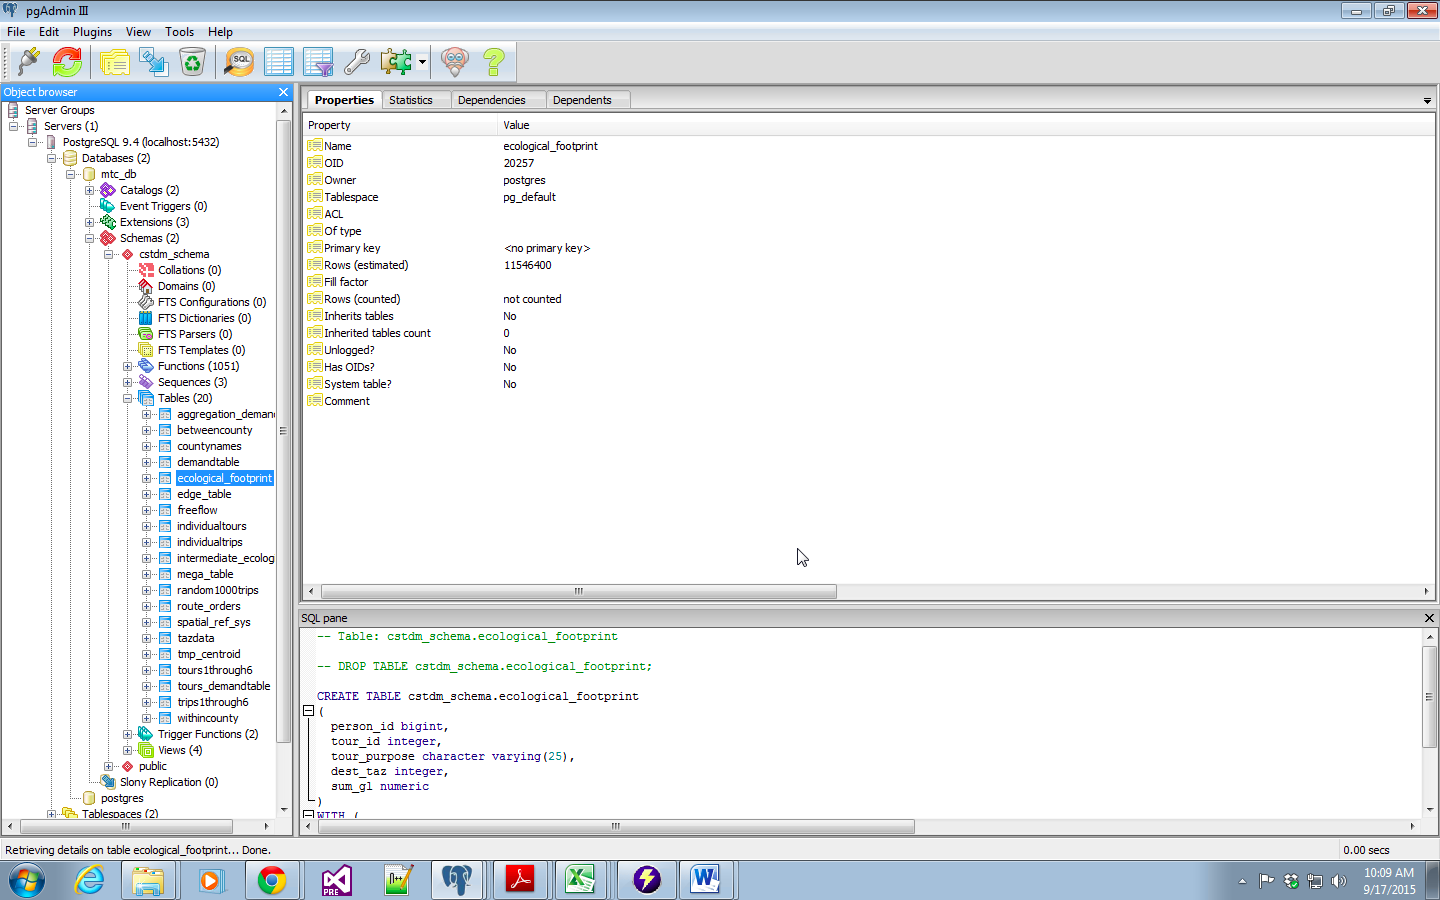 pgAdmin III
File Edit Plugins View Tools Help
SQL
Object browser
Server Groups
Servers (1)
PostgreSQL 9.4 (localhost:5432)
Databases (2)
mtc_db
Catalogs (2)
Event Triggers (0)
Extensions (3)
Schemas (2)
cstdm_schema
Collations (0)
Domains (0)
FTS Configurations (0)
FTS Dictionaries (0)
FTS Parsers (0)
FTS Templates (0)
Functions (1051)
Sequences (3)
Tables (20)
aggregation_deman
betweencounty
countynames
demandtable
ecological_footprint
edge_table
freeflow
individualtours
individualtrips
intermediate_ecolog
mega_table
random1000trips
route_orders
spatial_ref_sys
tazdata
tmp_centroid
tours1through6
tours_demandtable
trips1through6
withincounty
Trigger Functions (2)
Views (4)
public
Slony Replication (0)
postgres
Tablespaces (2)
Properties Statistics Dependencies Dependents
Property Value
Name ecological_footprint
OID 20257
Owner postgres
Tablespace pg_default
ACL
Of type
Primary key <no primary key>
Rows (estimated) 11546400
Fill factor
Rows (counted) not counted
Inherits tables No
Inherited tables count 0
Unlogged? No
Has OIDs? No
System table? No
Comment
SQL pane
-- Table: cstdm_schema.ecological_footprint
-- DROP TABLE cstdm_schema.ecological_footprint;
CREATE TABLE cstdm_schema.ecological_footprint
(
person_id bigint,
tour_id integer,
tour_purpose character varying(25),
dest_taz integer,
sum_gl numeric
)
WITH (
Retrieving details on table ecological_footprint... Done. 0.00 secs
PRE
10:09 AM
9/17/2015